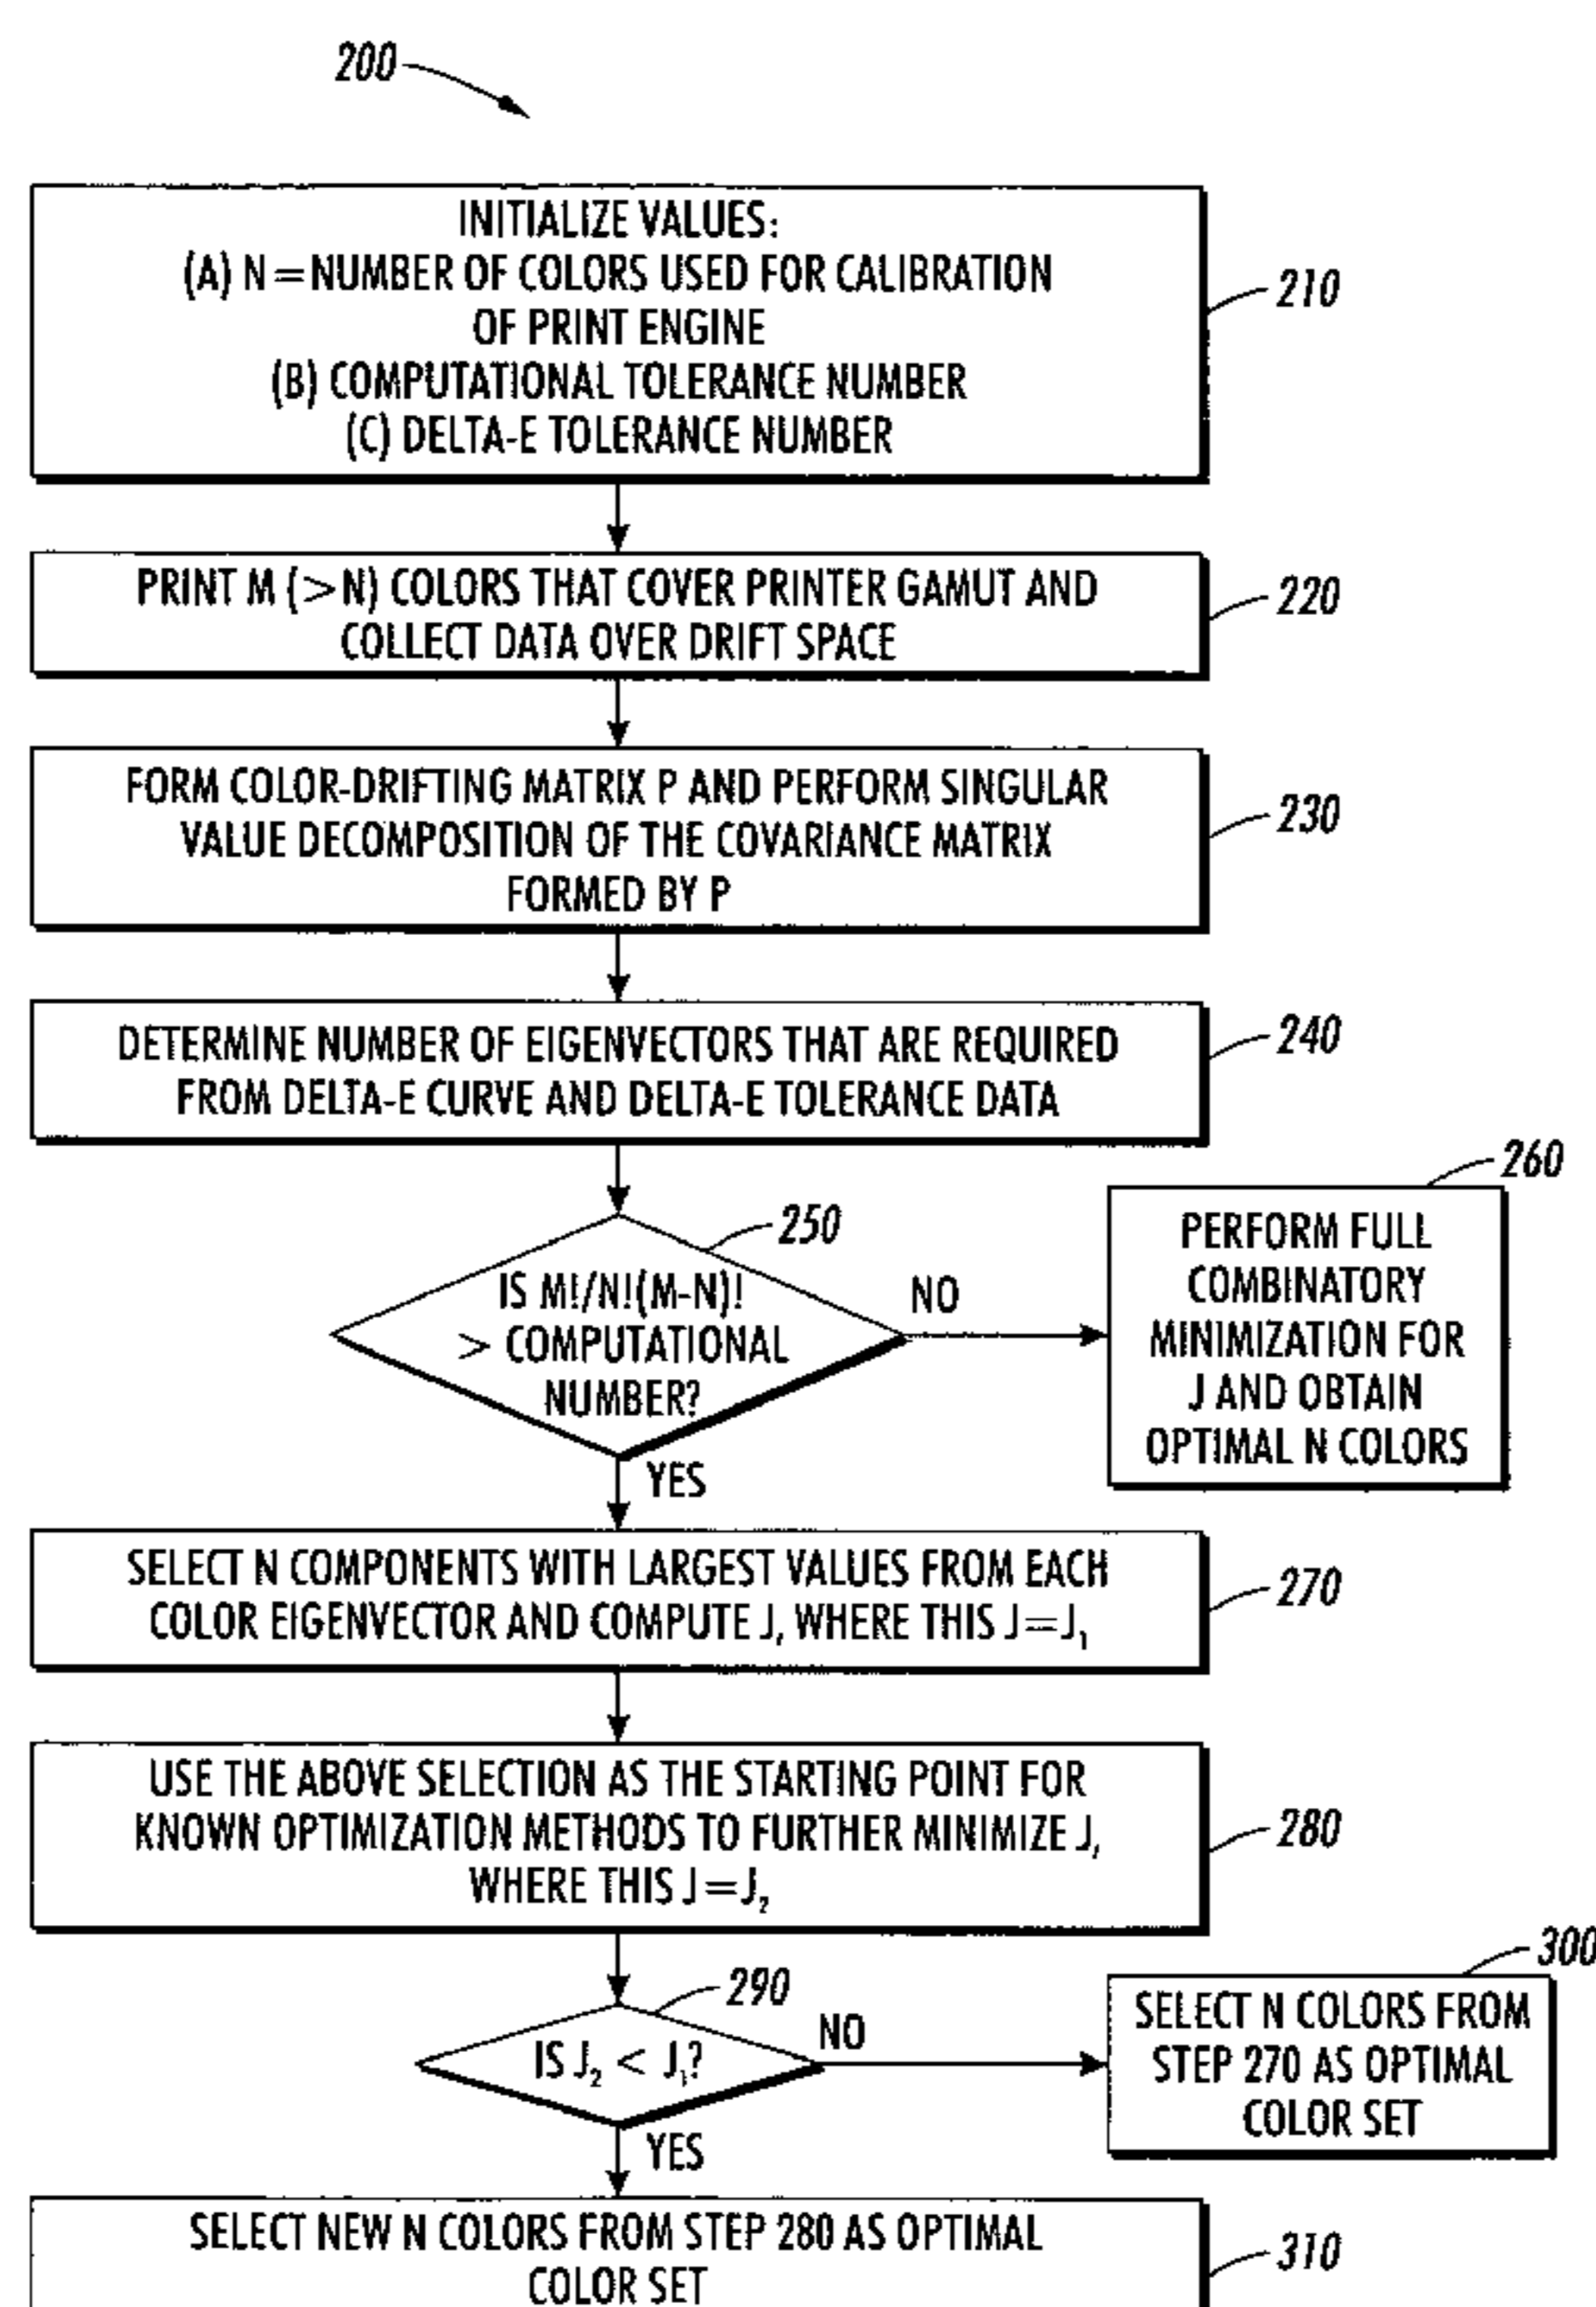 200
INITIALIZE VALUES:
(A) N=NUMBER OF COLORS USED FOR CALIBRATION
OF PRINT ENGINE
(B) COMPUTATIONAL TOLERANCE NUMBER
(C) DELTA-E TOLERANCE NUMBER
210
PRINT M (>N) COLORS THAT COVER PRINTER GAMUT AND
COLLECT DATA OVER DRIFT SPACE
220
FORM COLOR-DRIFTING MATRIX P AND PERFORM SINGULAR
VALUE DECOMPOSITION OF THE COVARIANCE MATRIX
FORMED BY P
230
DETERMINE NUMBER OF EIGENVECTORS THAT ARE REQUIRED
FROM DELTA-E CURVE AND DELTA-E TOLERANCE DATA
240
IS M!/N!(M-N)!
> COMPUTATIONAL
NUMBER?
250
NO
YES
260
PERFORM FULL
COMBINATORY
MINIMIZATION FOR
J AND OBTAIN
OPTIMAL N COLORS
SELECT N COMPONENTS WITH LARGEST VALUES FROM EACH
COLOR EIGENVECTOR AND COMPUTE J, WHERE THIS J=J₁
270
USE THE ABOVE SELECTION AS THE STARTING POINT FOR
KNOWN OPTIMIZATION METHODS TO FURTHER MINIMIZE J,
WHERE THIS J=J₂
280
IS J₂ < J₁?
290
NO
YES
300
SELECT N COLORS FROM
STEP 270 AS OPTIMAL
COLOR SET
SELECT NEW N COLORS FROM STEP 280 AS OPTIMAL
COLOR SET
310